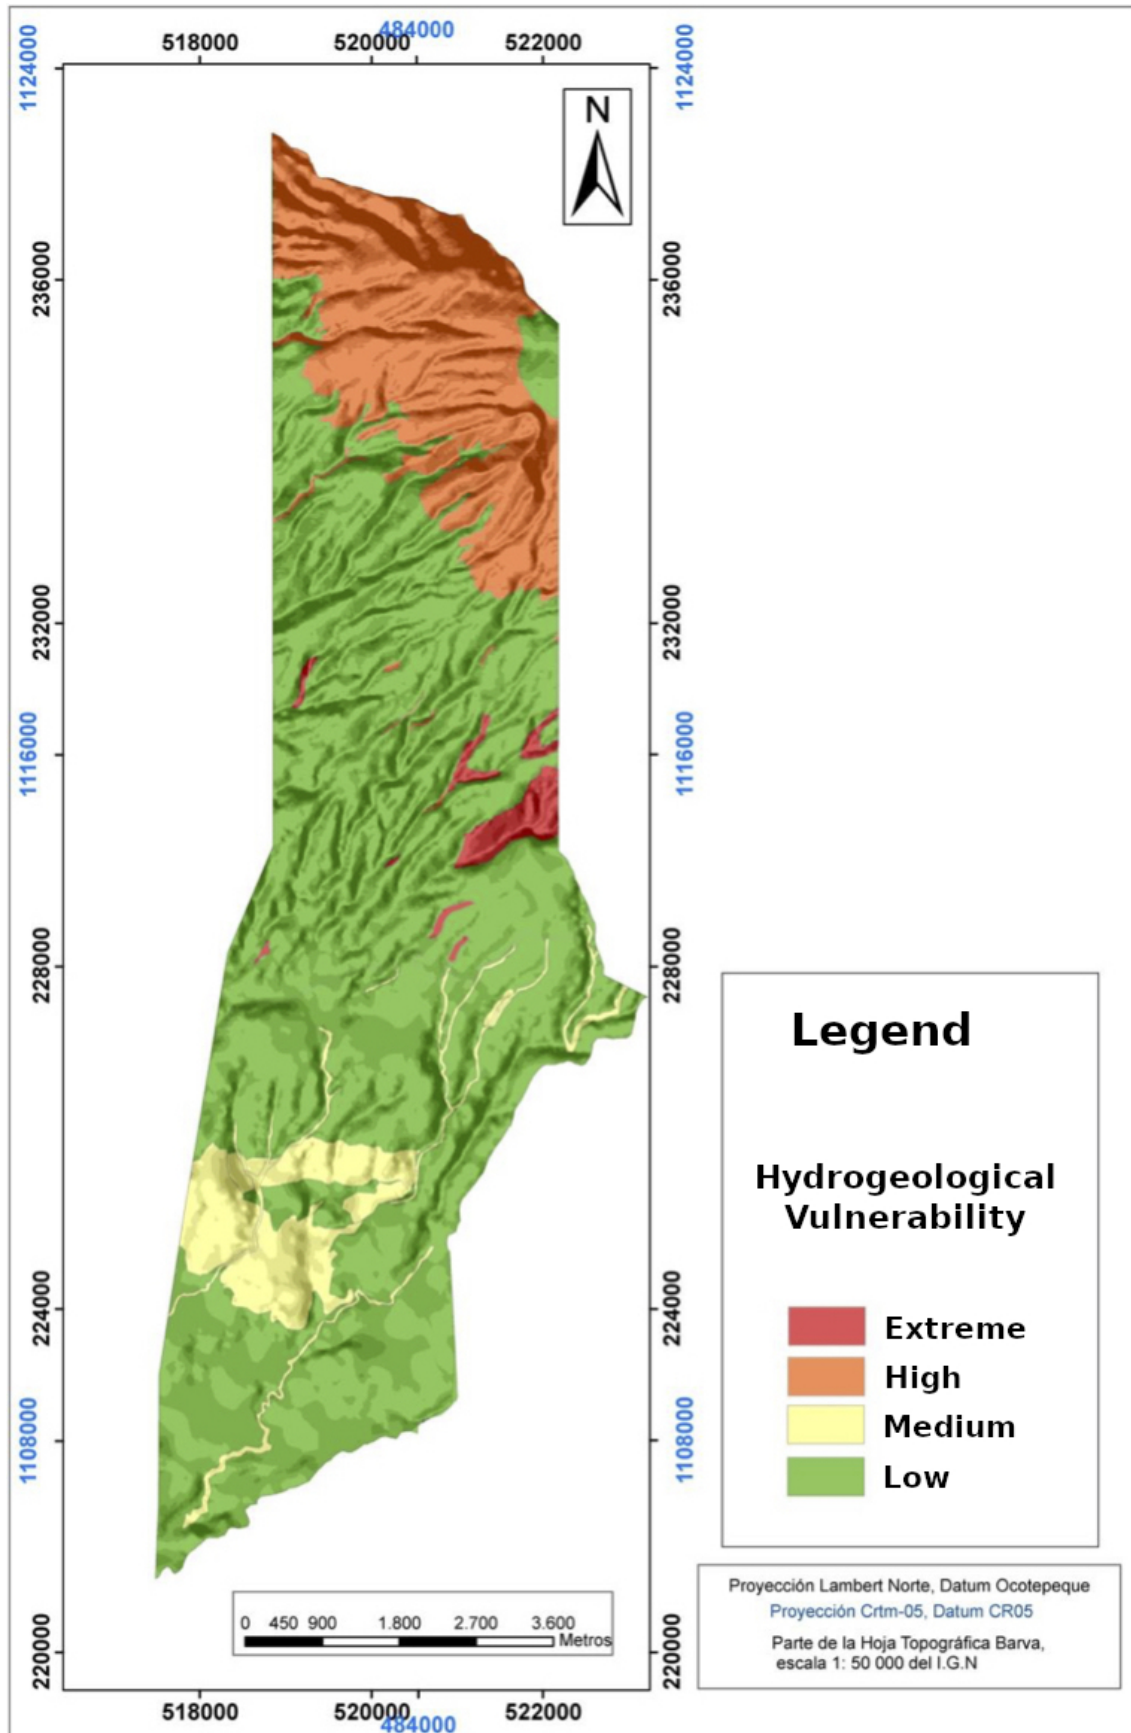 484000
518000 520000 522000
1124000 1124000
N
236000 236000
232000 232000
1116000 1116000
228000 228000
Legend
Hydrogeological
Vulnerability
224000 224000
Extreme
High
Medium
Low
1108000 1108000
Proyección Lambert Norte, Datum Ocotepeque
Proyección Crtm-05, Datum CR05
Parte de la Hoja Topográfica Barva,
escala 1: 50 000 del I.G.N
0 450 900 1.800 2.700 3.600
Metros
220000 220000
518000 520000 522000
484000